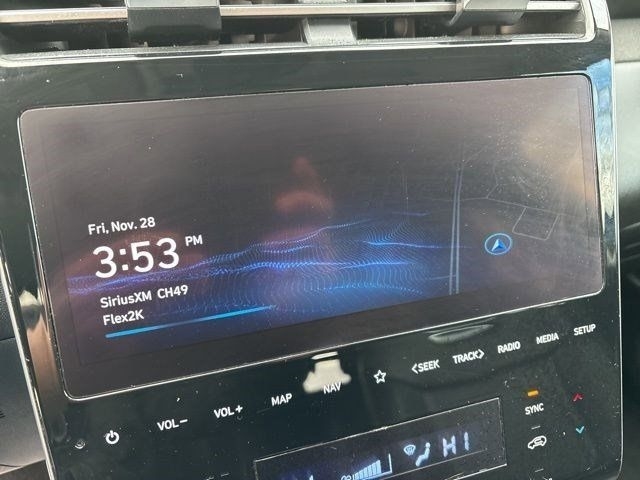 Fri, Nov. 28
3:53 PM
SiriusXM CH49
Flex2K
VOL− VOL+ MAP NAV <SEEK TRACK> RADIO MEDIA SETUP
SYNC
HI